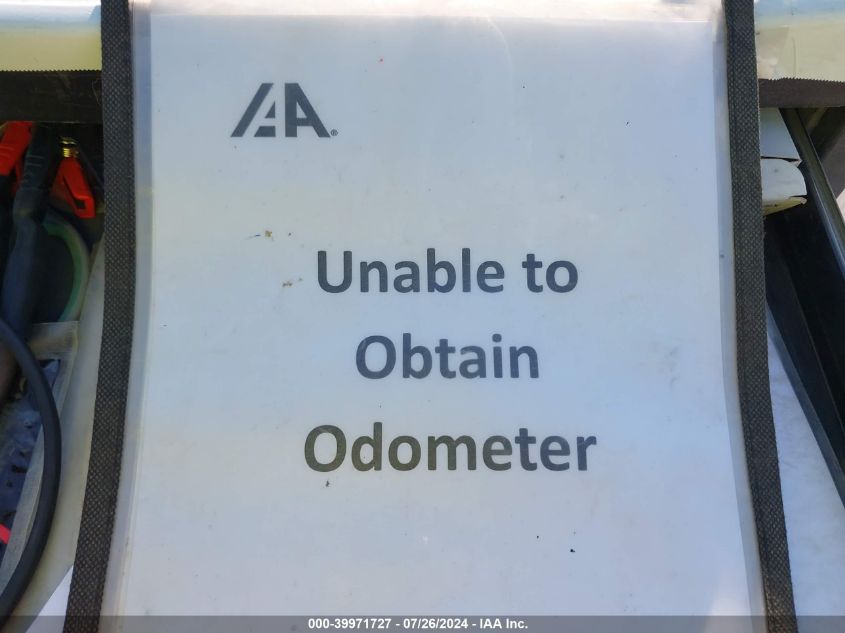 IAA®
Unable to
Obtain
Odometer
000-39971727 - 07/26/2024 - IAA Inc.